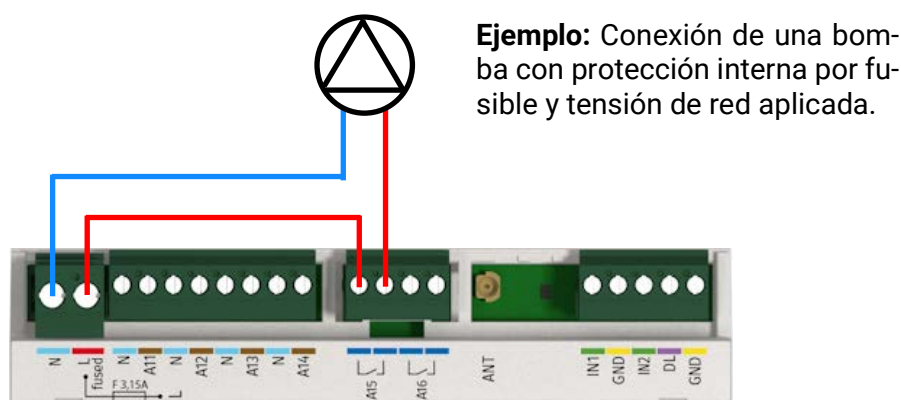 Ejemplo: Conexión de una bom-
ba con protección interna por fu-
sible y tensión de red aplicada.
N
L
fused
N
A11
N
A12
N
A13
N
A14
A15
A16
ANT
IN1
GND
IN2
DL
GND
F 3,15A
L